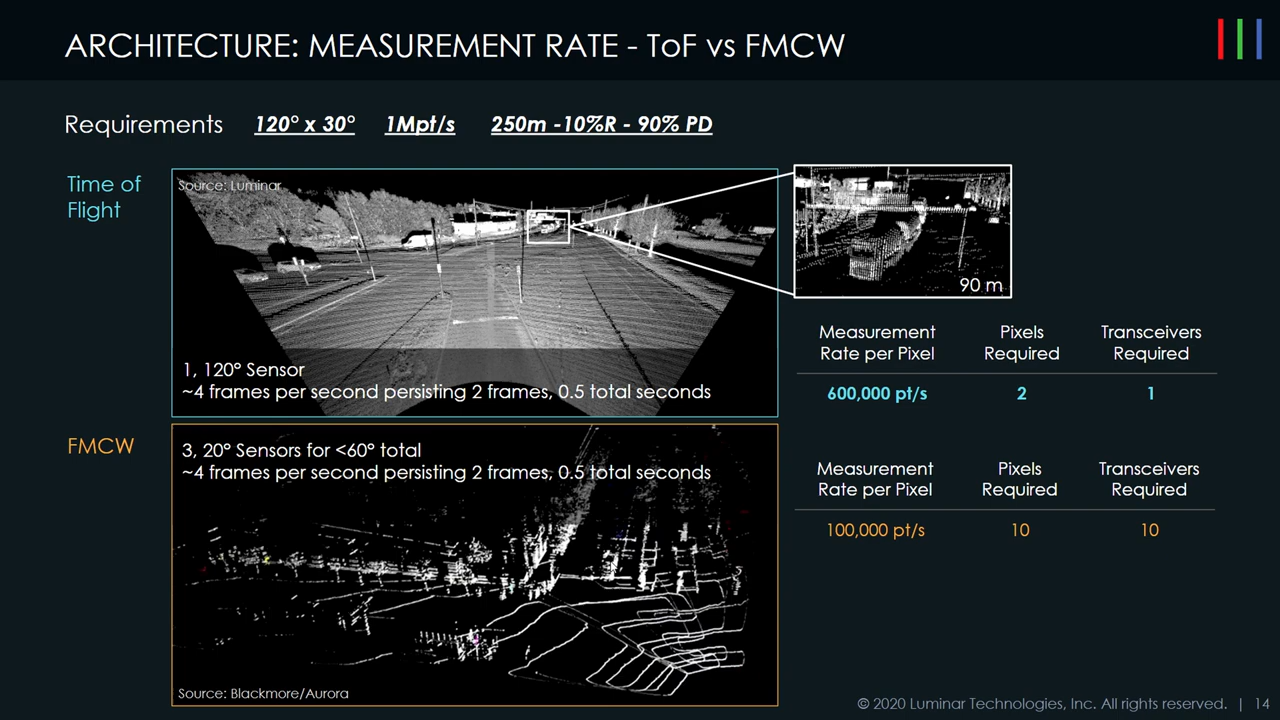 ARCHITECTURE: MEASUREMENT RATE - ToF vs FMCW
Requirements 120° x 30° 1Mpt/s 250m -10%R - 90% PD
Time of
Flight
Source: Luminar
90 m
1, 120° Sensor
~4 frames per second persisting 2 frames, 0.5 total seconds
Measurement
Rate per Pixel
Pixels
Required
Transceivers
Required
600,000 pt/s 2 1
FMCW
3, 20° Sensors for <60° total
~4 frames per second persisting 2 frames, 0.5 total seconds
Source: Blackmore/Aurora
Measurement
Rate per Pixel
Pixels
Required
Transceivers
Required
100,000 pt/s 10 10
© 2020 Luminar Technologies, Inc. All rights reserved. | 14